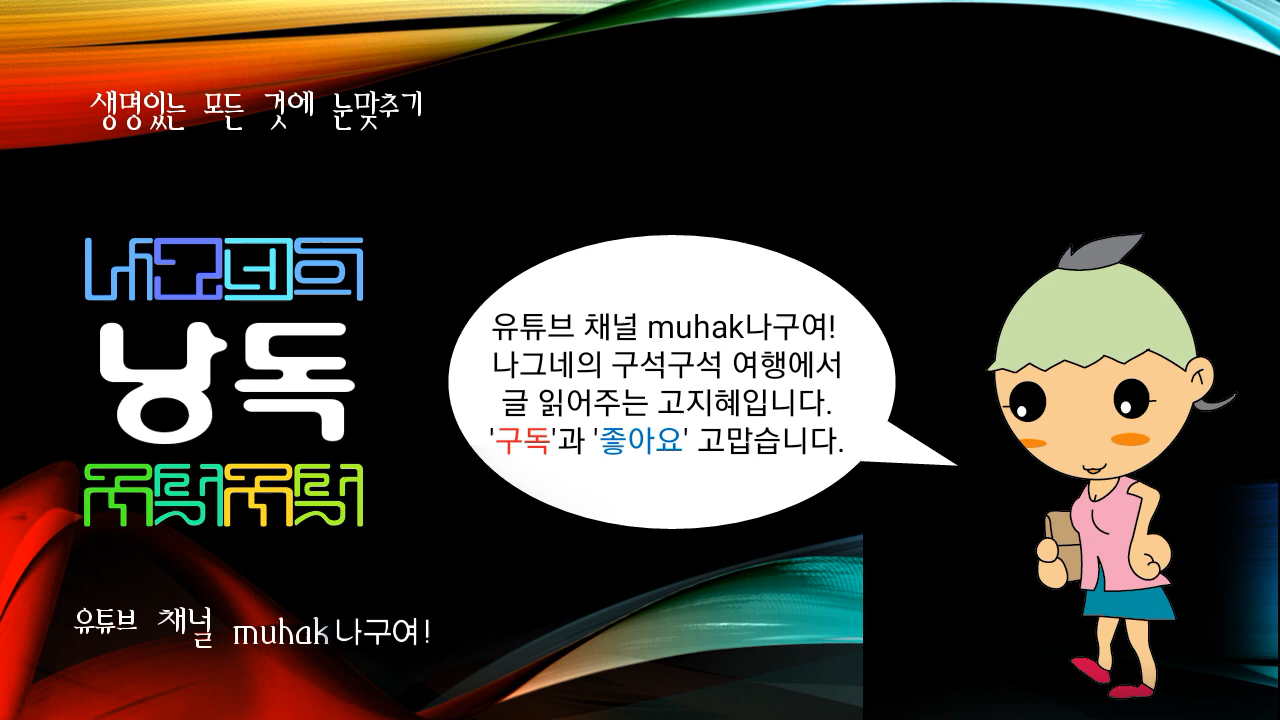 생명있는 모든 것에 눈맞추기
나그네의
낭독
구석구석
유튜브 채널 muhak나구여!
나그네의 구석구석 여행에서
글 읽어주는 고지혜입니다.
'구독'과 '좋아요' 고맙습니다.
유튜브 채널 muhak나구여!